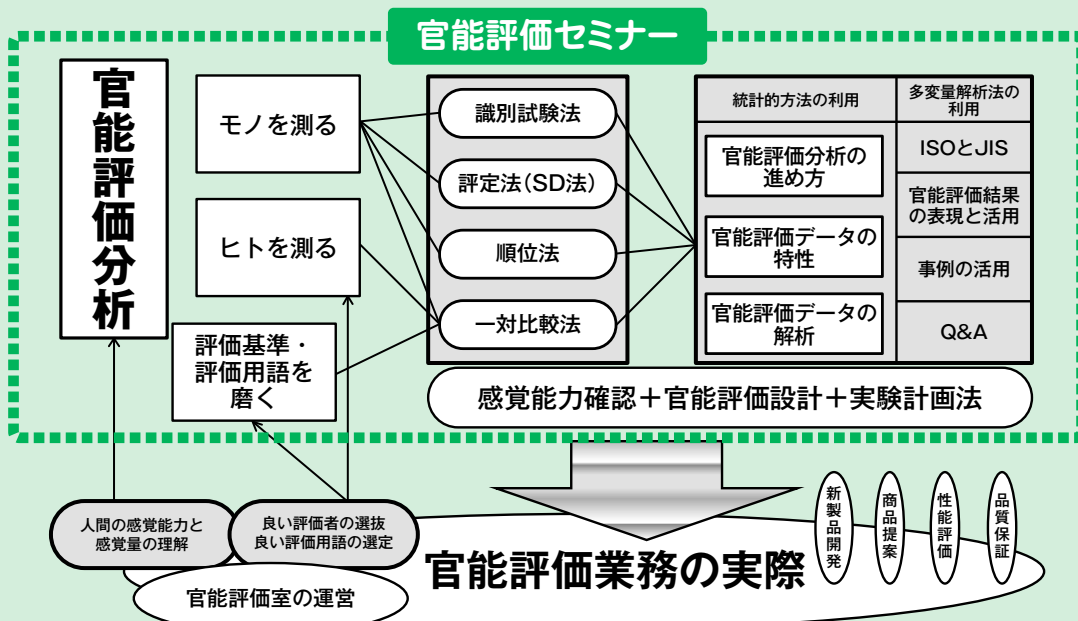 官能評価セミナー
官能評価分析
モノを測る
ヒトを測る
評価基準・
評価用語を
磨く
識別試験法
評定法(SD法)
順位法
一対比較法
統計的方法の利用
官能評価分析の
進め方
官能評価データの
特性
官能評価データの
解析
多変量解析法の
利用
ISOとJIS
官能評価結果
の表現と活用
事例の活用
Q&A
感覚能力確認+官能評価設計+実験計画法
人間の感覚能力と
感覚量の理解
良い評価者の選抜
良い評価用語の選定
官能評価室の運営
官能評価業務の実際
新製品開発
商品提案
性能評価
品質保証